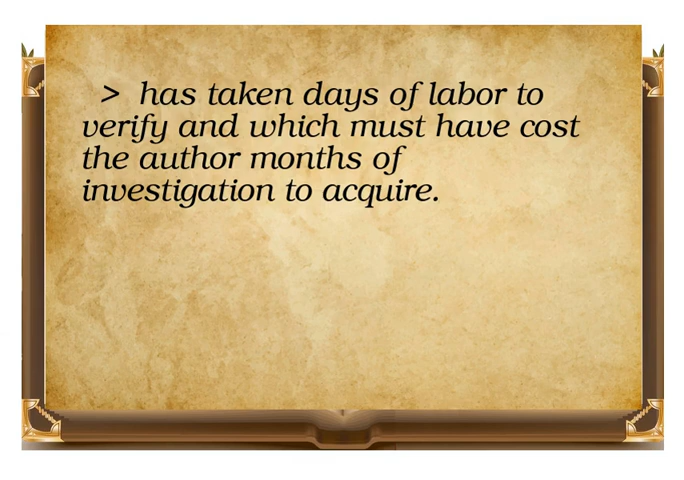 > has taken days of labor to
verify and which must have cost
the author months of
investigation to acquire.